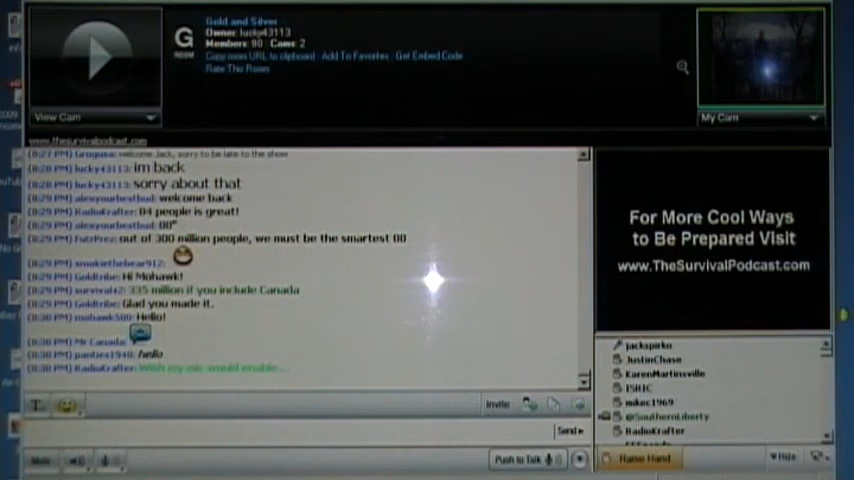 Gold and Silver
Owner: lucky43113
G Members: 80 Cams: 2
ROOM
Copy room URL to clipboard Add To Favorites Get Embed Code
Rate This Room
View Cam
My Cam
www.thesurvivalpodcast.com
(8:27 PM) welcome Jack, sorry to be late to the show
(8:28 PM) lucky43113: im back
(8:28 PM) lucky43113: sorry about that
(8:29 PM) alexyourbestbud: welcome back
(8:29 PM) RadioKrafter: 84 people is great!
(8:29 PM) alexyourbestbud: 88"
(8:29 PM) FutrPrez: out of 300 million people, we must be the smartest 88
(8:29 PM) smokiethebear912:
(8:29 PM) Goldtribe: Hi Mohawk!
(8:29 PM) survival42: 335 million if you include Canada
(8:29 PM) Goldtribe: Glad you made it.
(8:30 PM) mohawk500: Hello!
(8:30 PM) Mr Canada:
(8:30 PM) panties1948: hello
(8:30 PM) RadioKrafter: Wish my mic would enable...
For More Cool Ways
to Be Prepared Visit
www.TheSurvivalPodcast.com
jackspirko
JustinChase
KarenMartinsville
ISRIC
mikec1969
@SouthernLiberty
RadioKrafter
T
Invite
Send
Mute
Push to Talk
Raise Hand
Hide